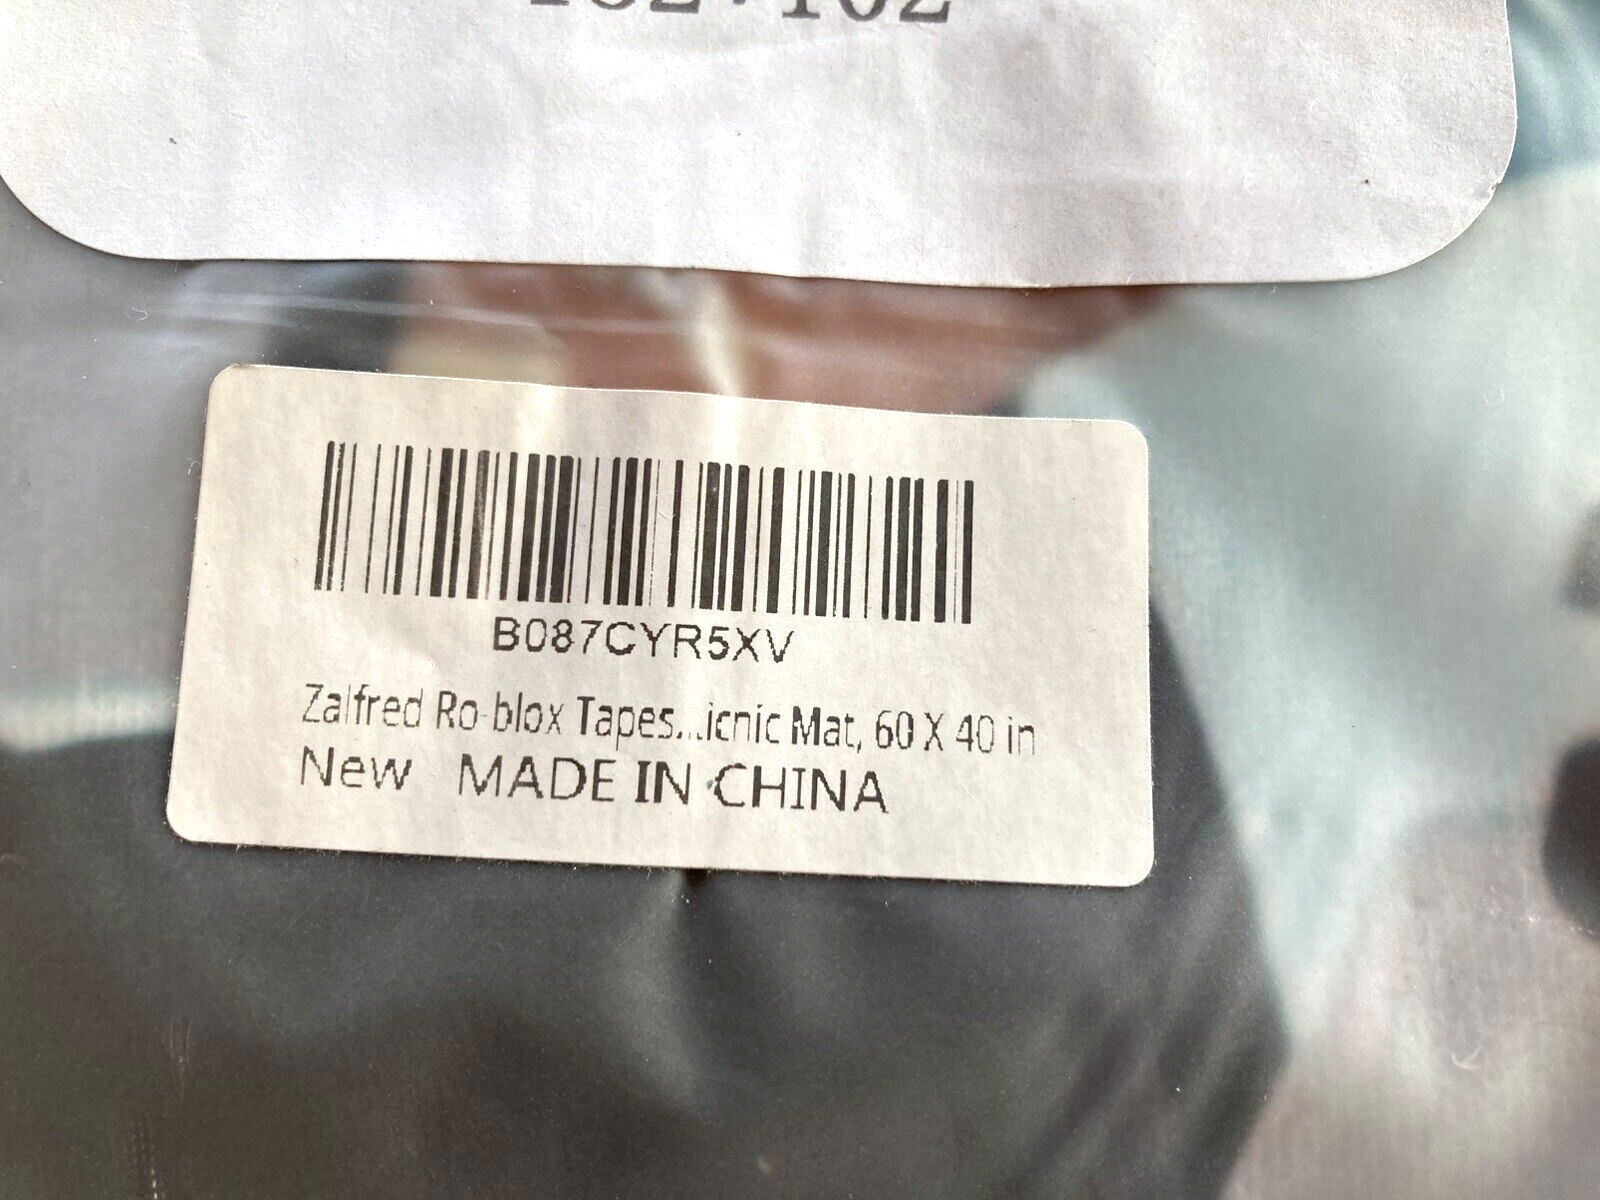 B087CYR5XV
Zalfred Ro-blox Tapes...icnic Mat, 60 X 40 in
New MADE IN CHINA